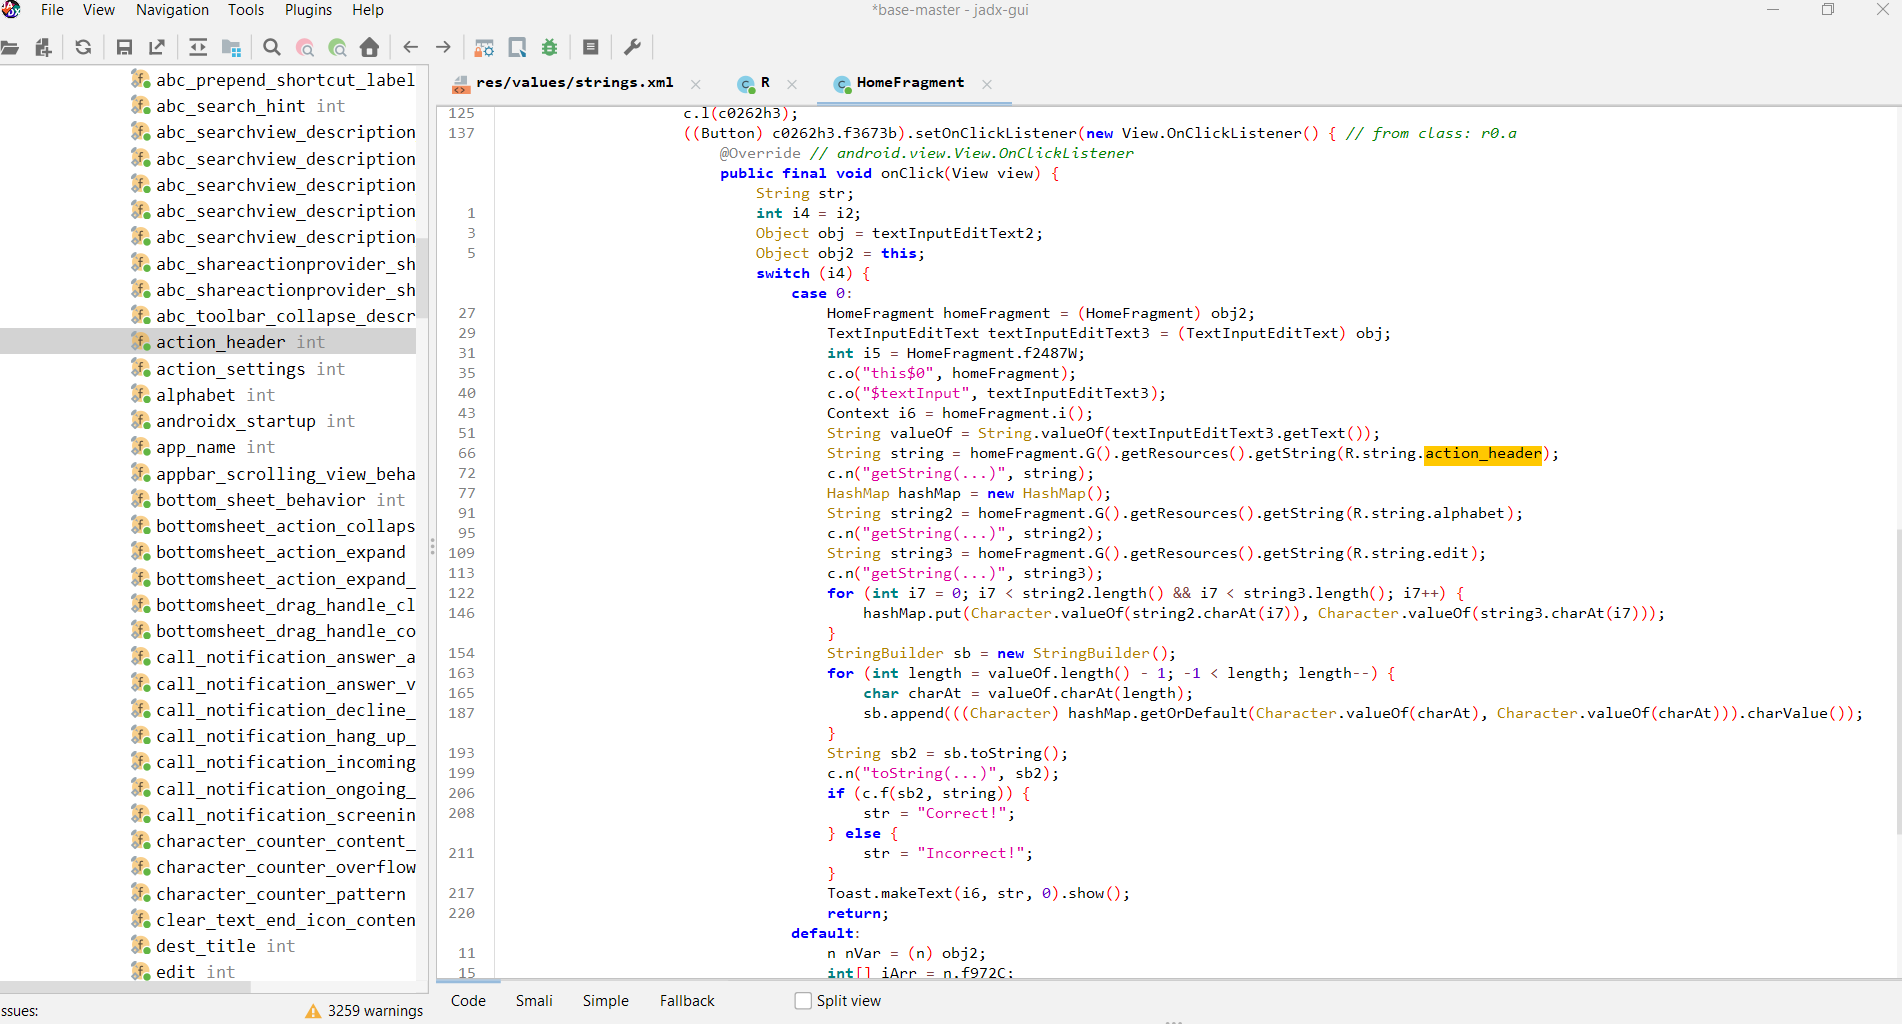 File View Navigation Tools Plugins Help
*base-master - jadx-gui
res/values/strings.xml
R
HomeFragment
abc_prepend_shortcut_label
abc_search_hint int
abc_searchview_description
abc_searchview_description
abc_searchview_description
abc_searchview_description
abc_searchview_description
abc_shareactionprovider_sh
abc_shareactionprovider_sh
abc_toolbar_collapse_descr
action_header int
action_settings int
alphabet int
androidx_startup int
app_name int
appbar_scrolling_view_beha
bottom_sheet_behavior int
bottomsheet_action_collaps
bottomsheet_action_expand
bottomsheet_action_expand_
bottomsheet_drag_handle_cl
bottomsheet_drag_handle_co
call_notification_answer_a
call_notification_answer_v
call_notification_decline_
call_notification_hang_up_
call_notification_incoming
call_notification_ongoing_
call_notification_screenin
character_counter_content_
character_counter_overflow
character_counter_pattern
clear_text_end_icon_conten
dest_title int
edit int
125 c.l(c0262h3);
137 ((Button) c0262h3.f3673b).setOnClickListener(new View.OnClickListener() { // from class: r0.a
@Override // android.view.View.OnClickListener
public final void onClick(View view) {
String str;
1 int i4 = i2;
3 Object obj = textInputEditText2;
5 Object obj2 = this;
switch (i4) {
case 0:
27 HomeFragment homeFragment = (HomeFragment) obj2;
29 TextInputEditText textInputEditText3 = (TextInputEditText) obj;
31 int i5 = HomeFragment.f2487W;
35 c.o("this$0", homeFragment);
40 c.o("$textInput", textInputEditText3);
43 Context i6 = homeFragment.i();
51 String valueOf = String.valueOf(textInputEditText3.getText());
66 String string = homeFragment.G().getResources().getString(R.string.action_header);
72 c.n("getString(...)", string);
77 HashMap hashMap = new HashMap();
91 String string2 = homeFragment.G().getResources().getString(R.string.alphabet);
95 c.n("getString(...)", string2);
109 String string3 = homeFragment.G().getResources().getString(R.string.edit);
113 c.n("getString(...)", string3);
122 for (int i7 = 0; i7 < string2.length() && i7 < string3.length(); i7++) {
146 hashMap.put(Character.valueOf(string2.charAt(i7)), Character.valueOf(string3.charAt(i7)));
}
154 StringBuilder sb = new StringBuilder();
163 for (int length = valueOf.length() - 1; -1 < length; length--) {
165 char charAt = valueOf.charAt(length);
187 sb.append(((Character) hashMap.getOrDefault(Character.valueOf(charAt), Character.valueOf(charAt))).charValue());
}
193 String sb2 = sb.toString();
199 c.n("toString(...)", sb2);
206 if (c.f(sb2, string)) {
208 str = "Correct!";
} else {
211 str = "Incorrect!";
}
217 Toast.makeText(i6, str, 0).show();
220 return;
default:
11 n nVar = (n) obj2;
15 int[] iArr = n.f972C;
Code Smali Simple Fallback Split view
ssues:
3259 warnings